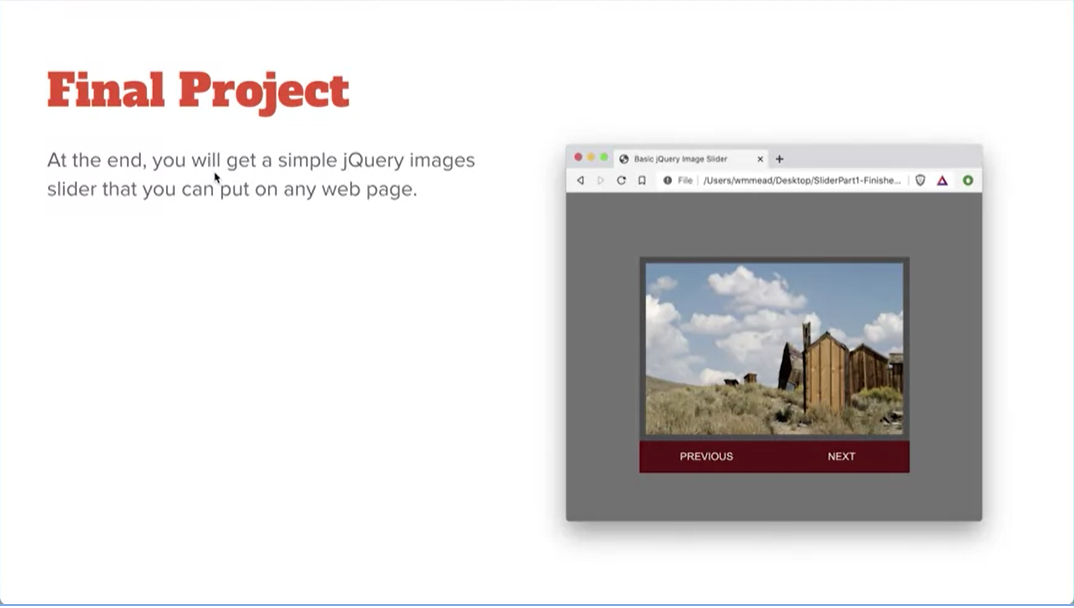 Final Project
At the end, you will get a simple jQuery images
slider that you can put on any web page.
Basic jQuery Image Slider
File
/Users/wmmead/Desktop/SliderPart1-Finishe...
PREVIOUS
NEXT